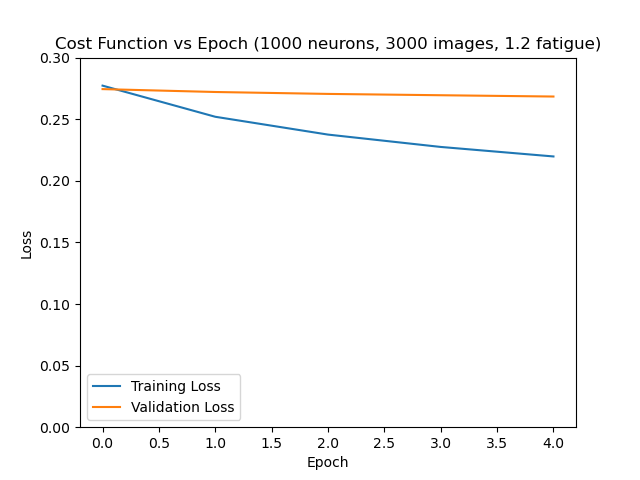 Cost Function vs Epoch (1000 neurons, 3000 images, 1.2 fatigue)
0.30
0.25
0.20
0.15
0.10
0.05
0.00
Loss
Training Loss
Validation Loss
0.0 0.5 1.0 1.5 2.0 2.5 3.0 3.5 4.0
Epoch